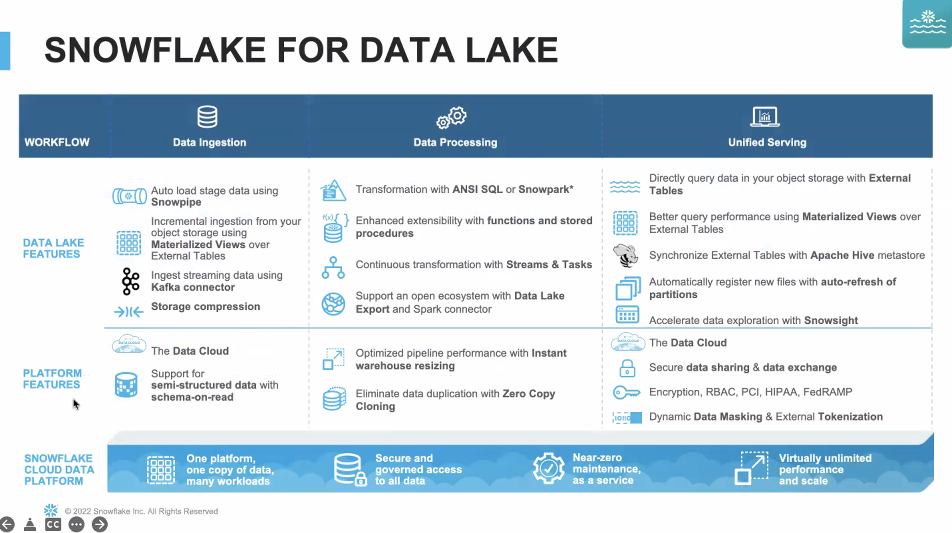 SNOWFLAKE FOR DATA LAKE
WORKFLOW
Data Ingestion
Data Processing
Unified Serving
DATA LAKE
FEATURES
Auto load stage data using
Snowpipe
Incremental ingestion from your
object storage using
Materialized Views over
External Tables
Ingest streaming data using
Kafka connector
Storage compression
Transformation with ANSI SQL or Snowpark*
f(x) { }
Enhanced extensibility with functions and stored
procedures
Continuous transformation with Streams & Tasks
Support an open ecosystem with Data Lake
Export and Spark connector
Directly query data in your object storage with External
Tables
Better query performance using Materialized Views over
External Tables
Synchronize External Tables with Apache Hive metastore
Automatically register new files with auto-refresh of
partitions
Accelerate data exploration with Snowsight
PLATFORM
FEATURES
DATA CLOUD
The Data Cloud
Support for
semi-structured data with
schema-on-read
Optimized pipeline performance with Instant
warehouse resizing
Eliminate data duplication with Zero Copy
Cloning
DATA CLOUD
The Data Cloud
Secure data sharing & data exchange
Encryption, RBAC, PCI, HIPAA, FedRAMP
Dynamic Data Masking & External Tokenization
SNOWFLAKE
CLOUD DATA
PLATFORM
One platform,
one copy of data,
many workloads
Secure and
governed access
to all data
Near-zero
maintenance,
as a service
Virtually unlimited
performance
and scale
© 2022 Snowflake Inc. All Rights Reserved
CC